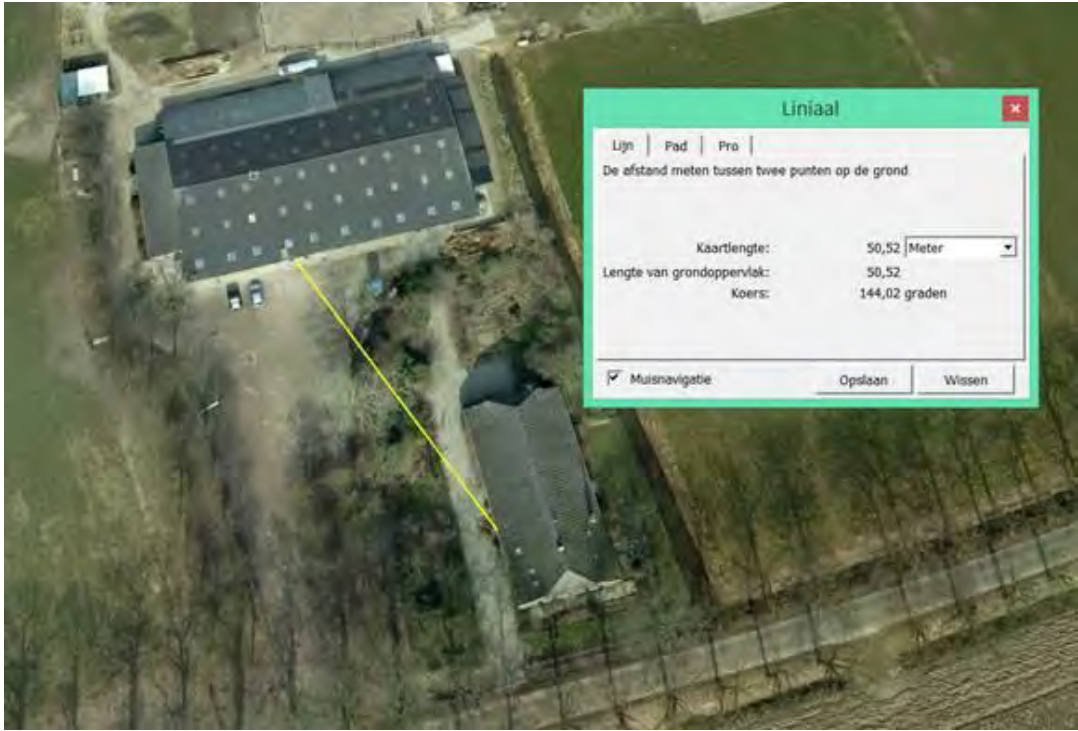 Liniaal
Lijn Pad Pro
De afstand meten tussen twee punten op de grond
Kaartlengte: 50,52 Meter
Lengte van grondoppervlak: 50,52
Koers: 144,02 graden
Muisnavigatie Opslaan Wissen